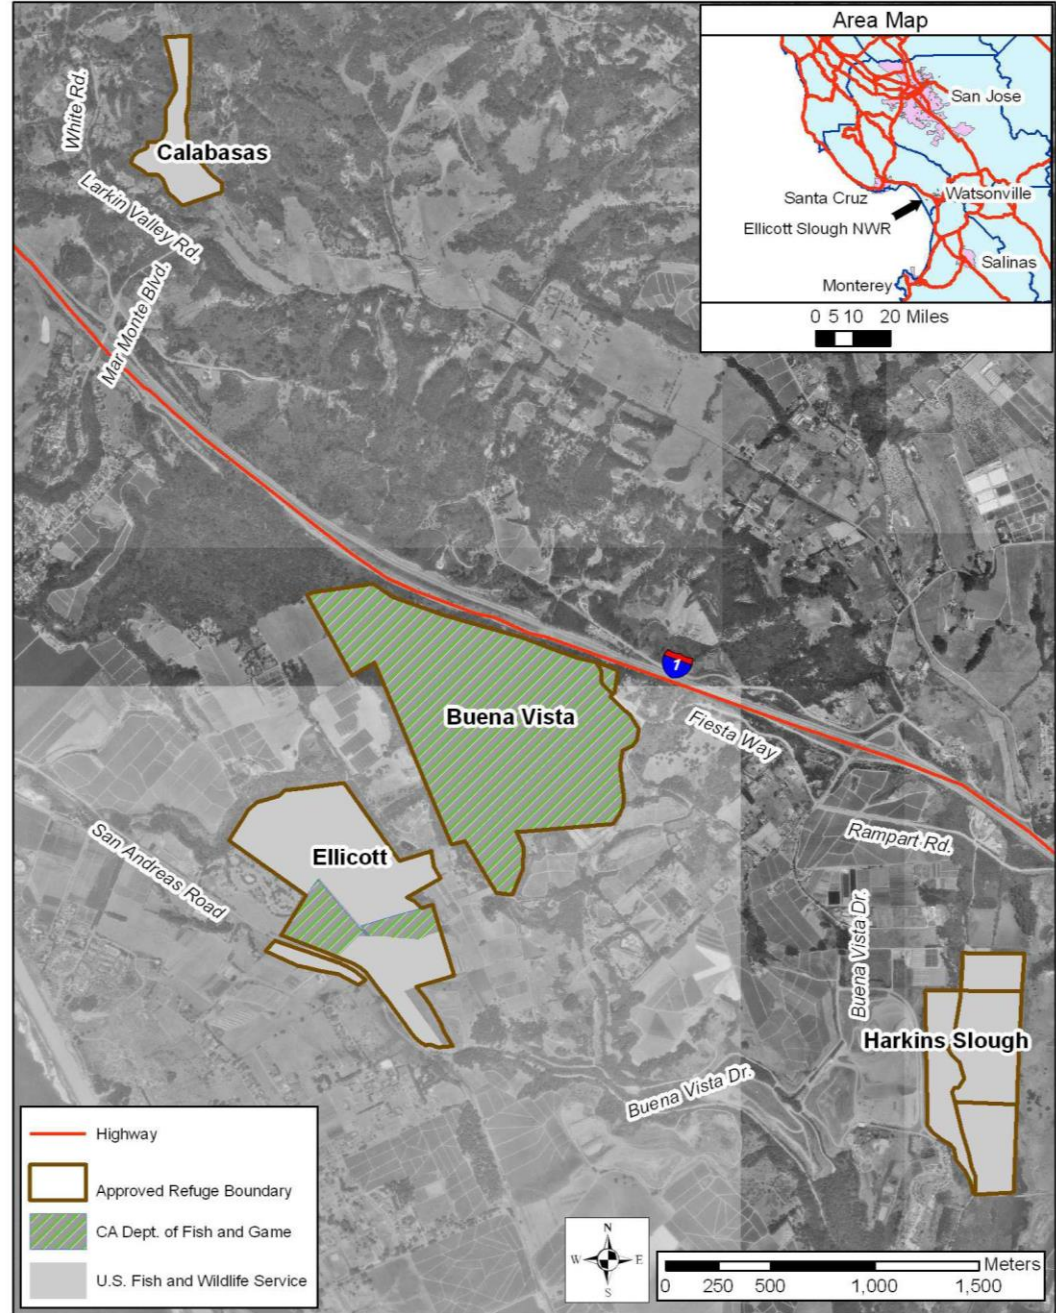 Area Map
San Jose
Santa Cruz
Watsonville
Ellicott Slough NWR
Salinas
Monterey
0 5 10 20 Miles
White Rd.
Calabasas
Larkin Valley Rd.
Mar Monte Blvd.
1
Buena Vista
Fiesta Way
Rampart Rd.
Ellicott
San Andreas Road
Buena Vista Dr.
Harkins Slough
Buena Vista Dr.
Highway
Approved Refuge Boundary
CA Dept. of Fish and Game
U.S. Fish and Wildlife Service
N
W E
S
Meters
0 250 500 1,000 1,500